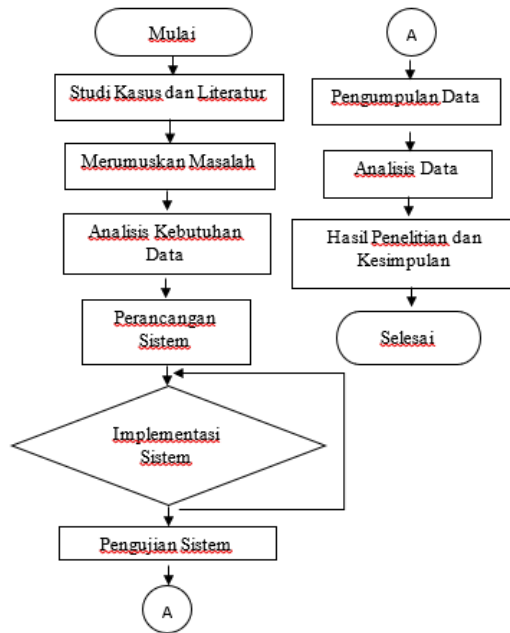 Mulai
Studi Kasus dan Literatur
Merumuskan Masalah
Analisis Kebutuhan
Data
Perancangan
Sistem
Implementasi
Sistem
Pengujian Sistem
A
A
Pengumpulan Data
Analisis Data
Hasil Penelitian dan
Kesimpulan
Selesai